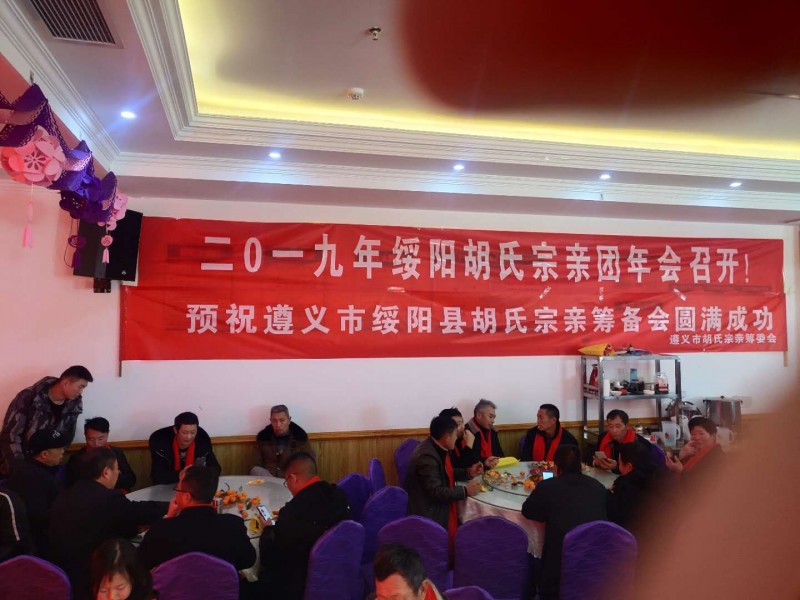 二0一九年绥阳胡氏宗亲团年会召开!
预祝遵义市绥阳县胡氏宗亲筹备会圆满成功
遵义市胡氏宗亲筹委会